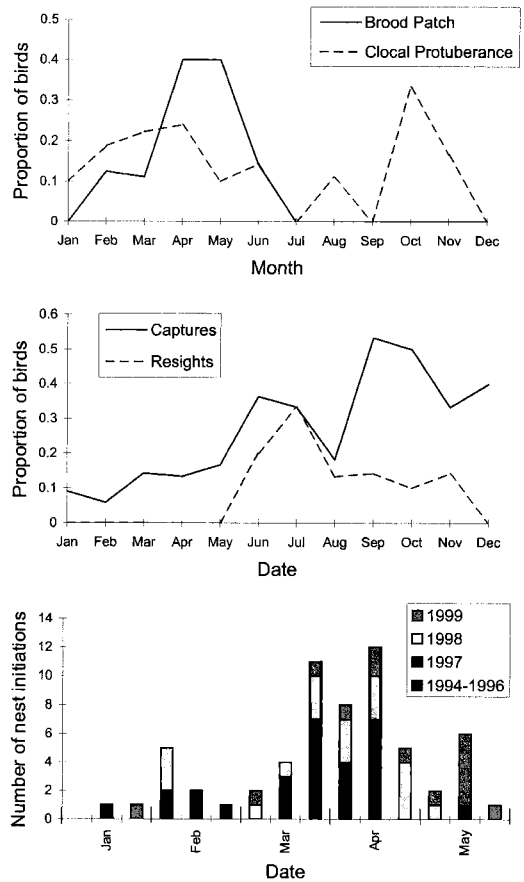 0.5
0.4
0.3
0.2
0.1
0
Proportion of birds
Brood Patch
Clocal Protuberance
Jan Feb Mar Apr May Jun Jul Aug Sep Oct Nov Dec
Month
0.6
0.5
0.4
0.3
0.2
0.1
0
Proportion of birds
Captures
Resights
Jan Feb Mar Apr May Jun Jul Aug Sep Oct Nov Dec
Date
14
12
10
8
6
4
2
0
Number of nest initiations
1999
1998
1997
1994-1996
Jan Feb Mar Apr May
Date